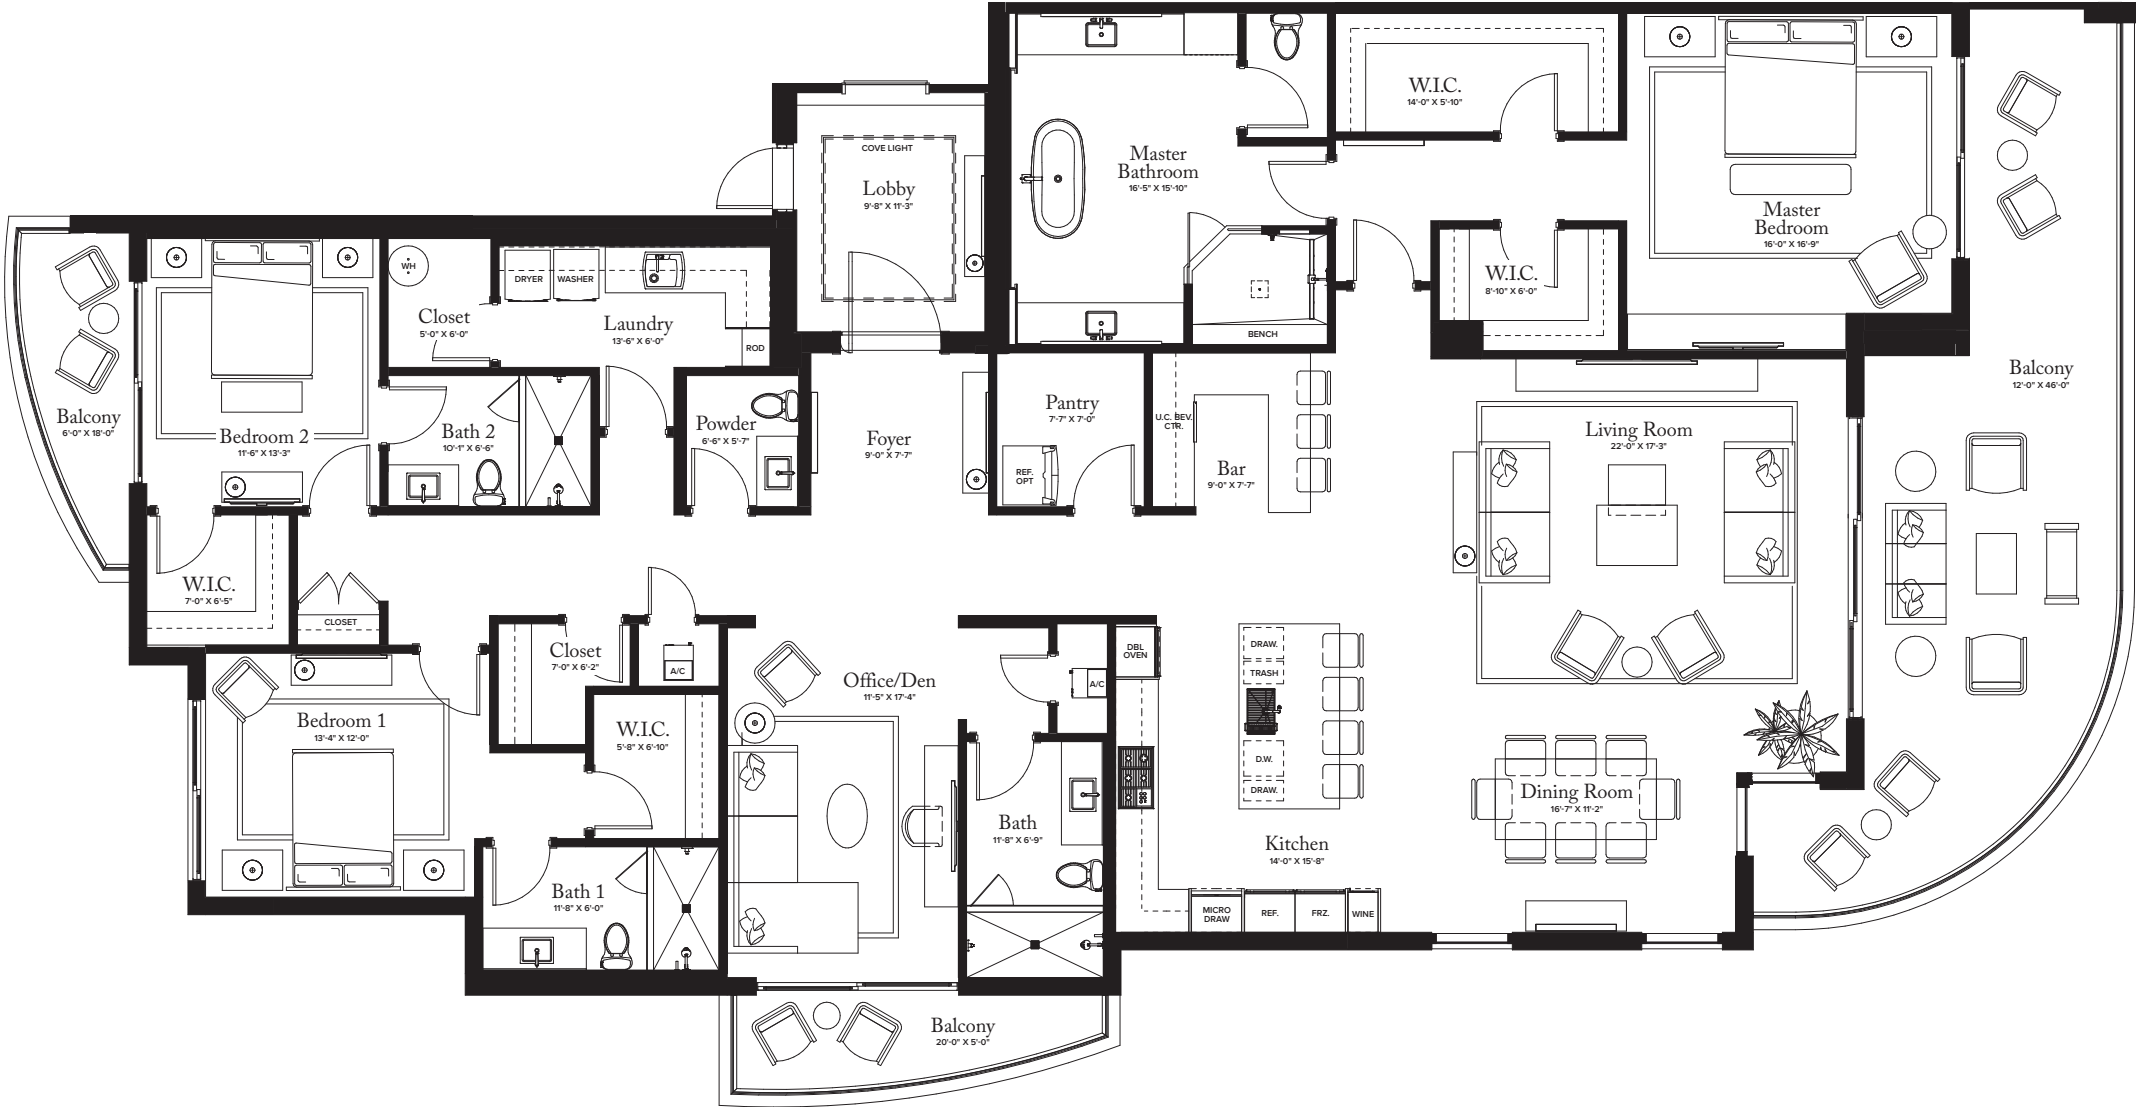 W.I.C.
14'-0" X 5'-10"
COVE LIGHT
Lobby
9'-8" X 11'-3"
Master
Bathroom
16'-5" X 15'-10"
Master
Bedroom
16'-0" X 16'-9"
W.I.C.
8'-10" X 6'-0"
BENCH
WH
DRYER
WASHER
Closet
5'-0" X 6'-0"
Laundry
13'-6" X 6'-0"
ROD
Balcony
12'-0" X 46'-0"
Balcony
6'-0" X 18'-0"
Bedroom 2
11'-6" X 13'-3"
Bath 2
10'-1" X 6'-6"
Powder
6'-6" X 5'-7"
Foyer
9'-0" X 7'-7"
Pantry
7'-7" X 7'-0"
REF.
OPT
U.C. BEV.
CTR.
Bar
9'-0" X 7'-7"
Living Room
22'-0" X 17'-3"
W.I.C.
7'-0" X 6'-5"
CLOSET
Closet
7'-0" X 6'-2"
A/C
Office/Den
11'-5" X 17'-4"
A/C
DBL
OVEN
DRAW.
TRASH
D.W.
DRAW.
Bedroom 1
13'-4" X 12'-0"
W.I.C.
5'-8" X 6'-10"
Bath
11'-8" X 6'-9"
Kitchen
14'-0" X 15'-8"
Dining Room
16'-7" X 11'-2"
Bath 1
11'-8" X 6'-0"
MICRO
DRAW
REF.
FRZ.
WINE
Balcony
20'-0" X 5'-0"